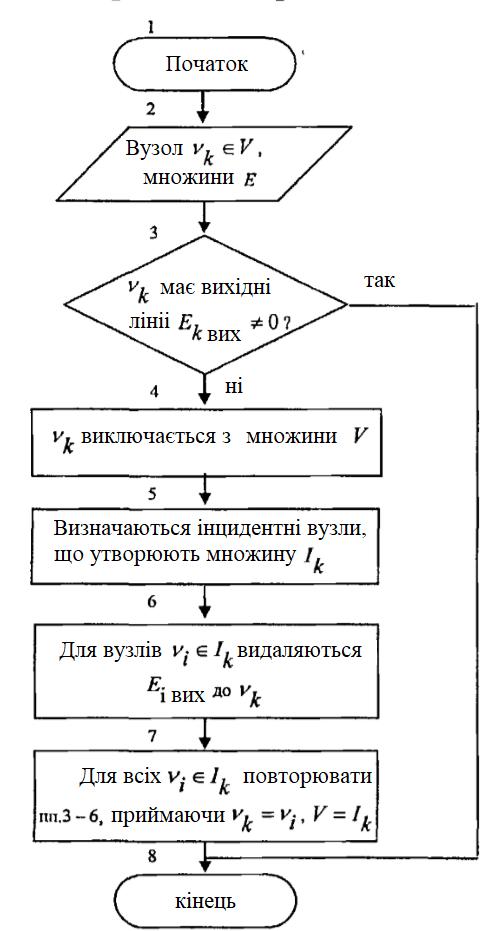 1
Початок
2
Вузол νk ∈ V,
множини E
3
νk має вихідні
лінії Ek вих ≠ 0 ?
так
ні
4
νk виключається з множини V
5
Визначаються інцидентні вузли,
що утворюють множину Ik
6
Для вузлів νi ∈ Ik видаляються
Ei вих до νk
7
Для всіх νi ∈ Ik повторювати
пп.3 – 6, приймаючи νk = νi, V = Ik
8
кінець